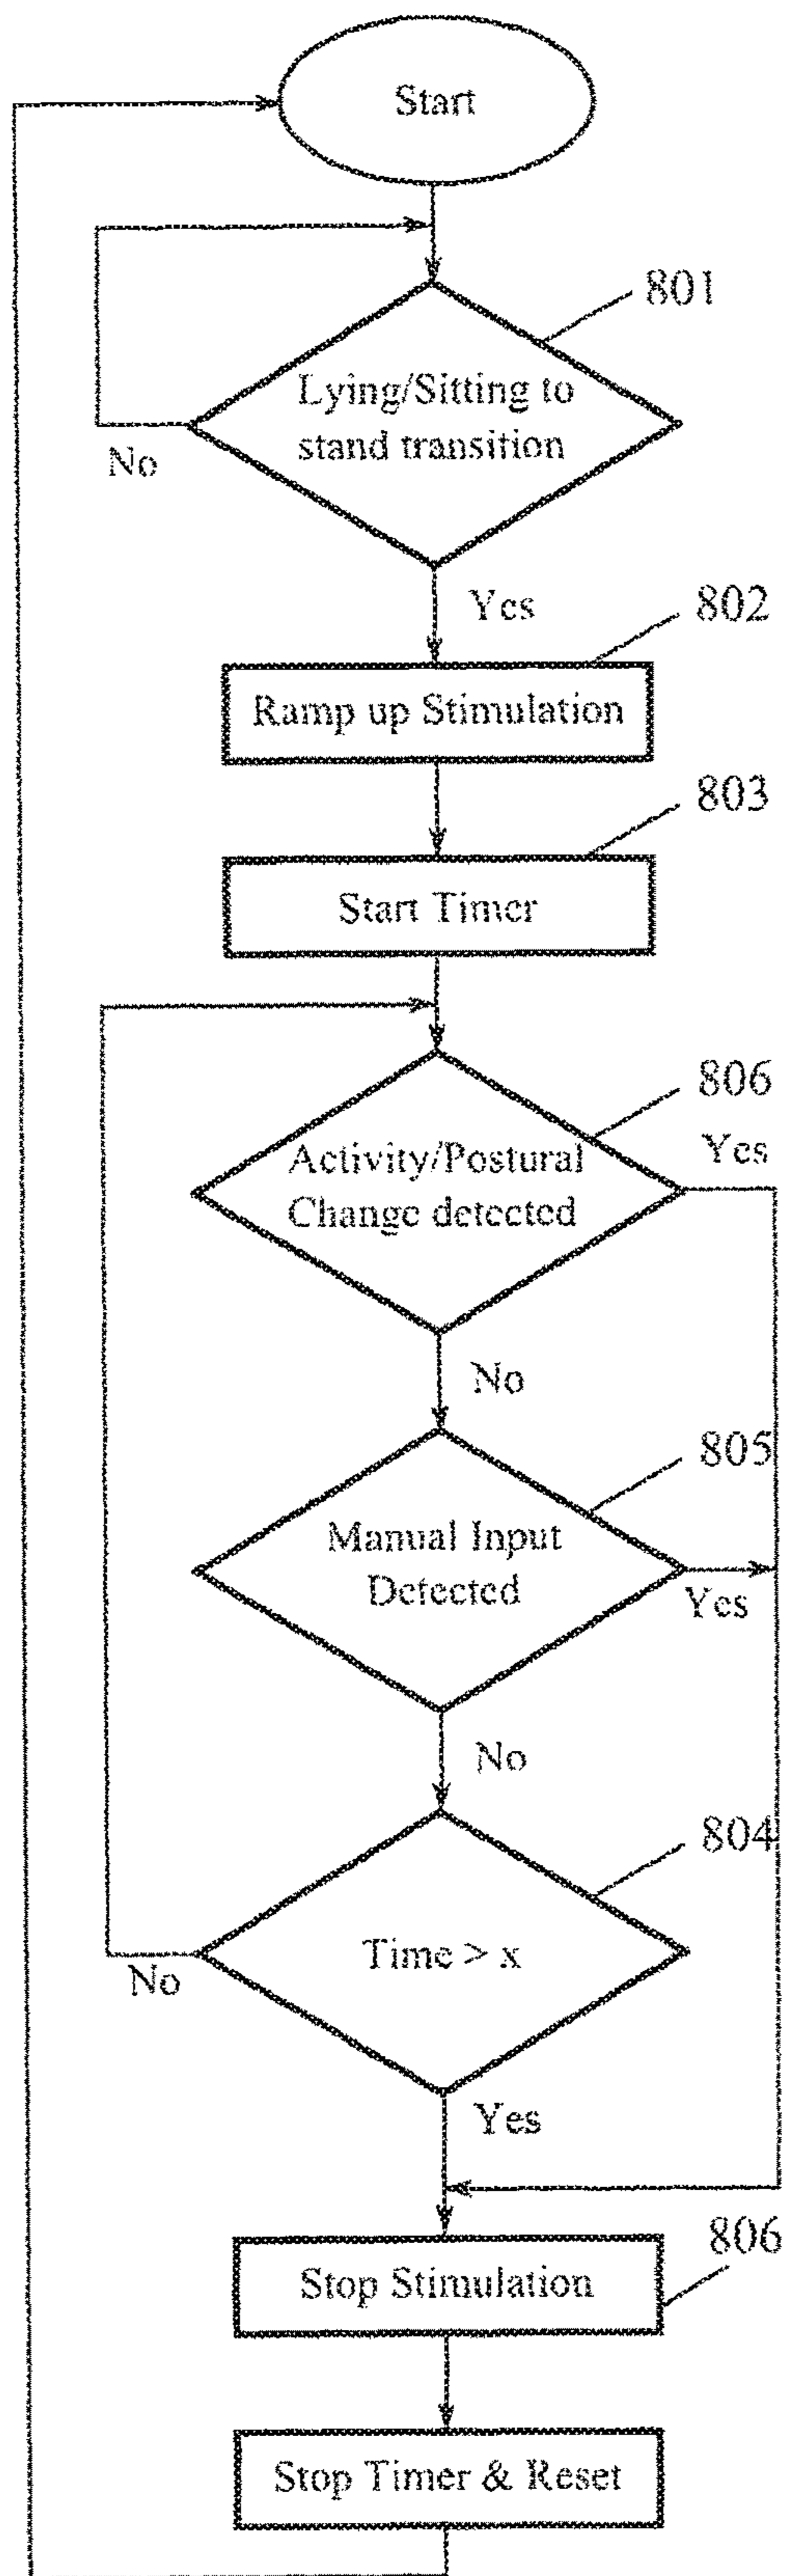 Start
801
Lying/Sitting to
stand transition
No
Yes
802
Ramp up Stimulation
803
Start Timer
806
Yes
Activity/Postural
Change detected
No
805
Manual Input
Detected
Yes
No
804
Time > x
No
Yes
806
Stop Stimulation
Stop Timer & Reset